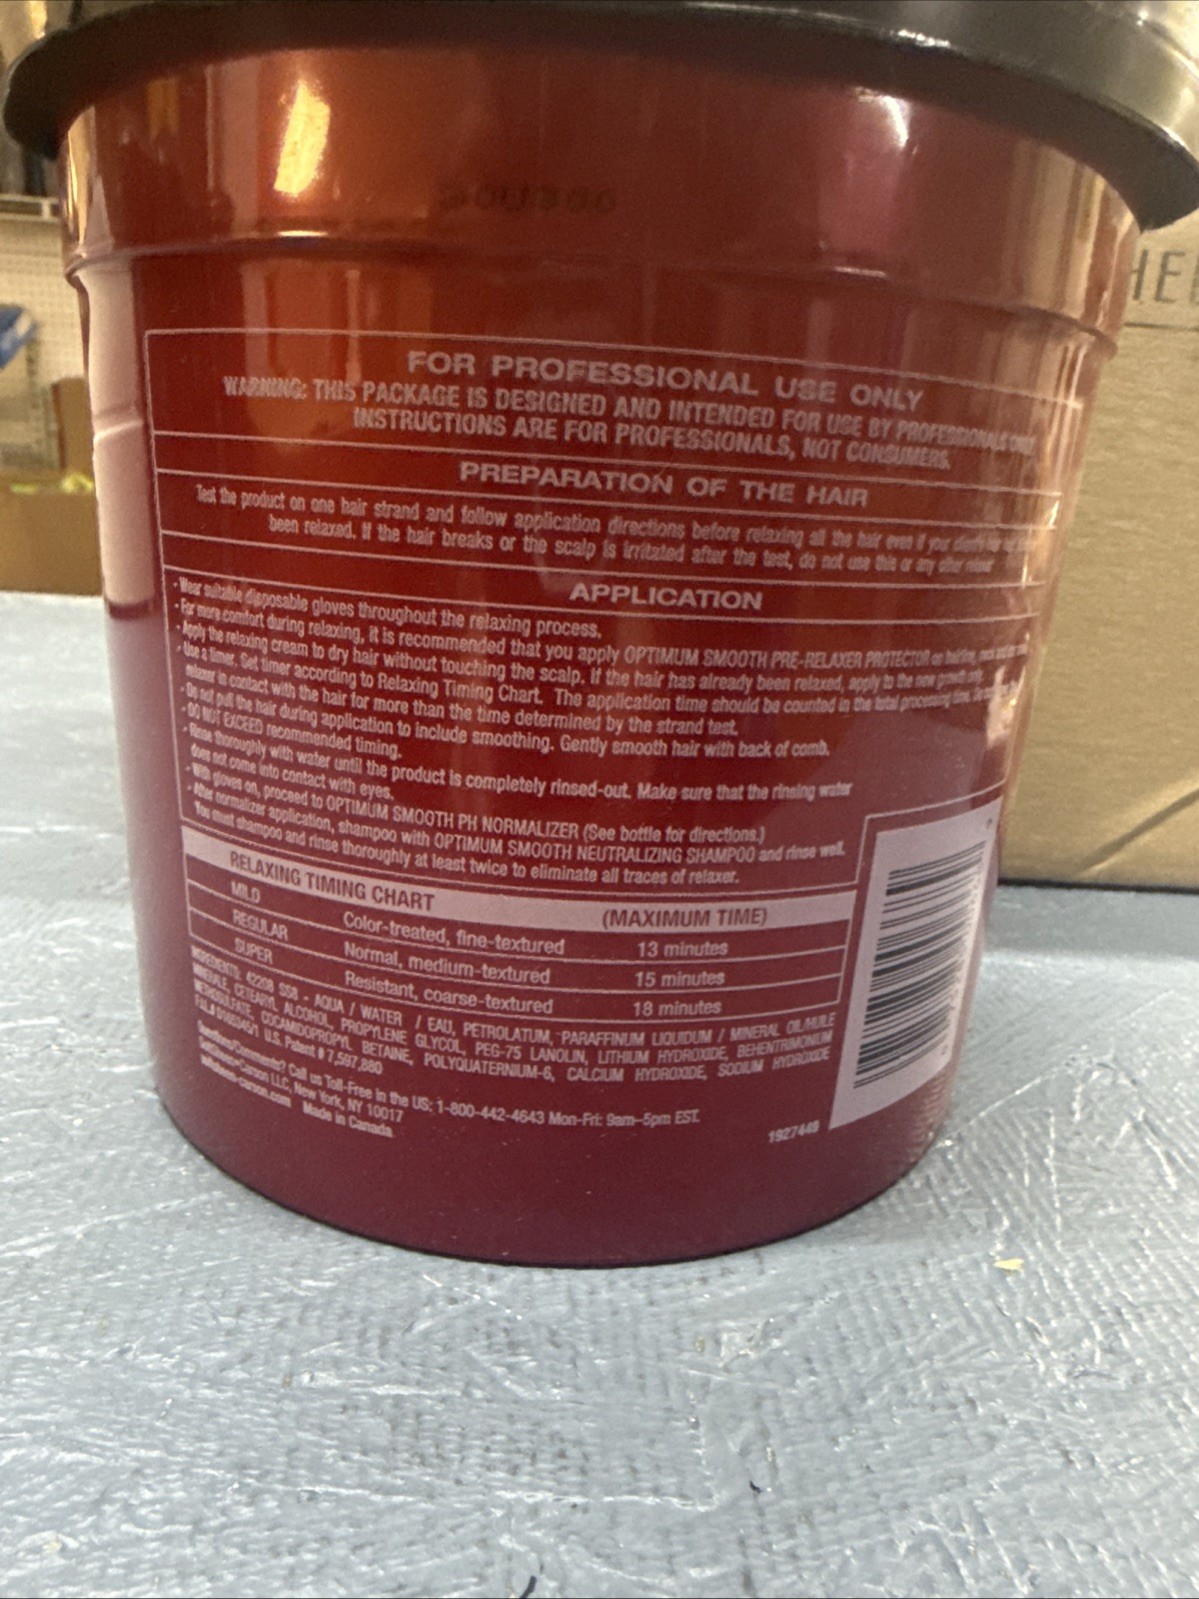 FOR PROFESSIONAL USE ONLY
WARNING: THIS PACKAGE IS DESIGNED AND INTENDED FOR USE BY PROFESSIONALS ONLY.
INSTRUCTIONS ARE FOR PROFESSIONALS, NOT CONSUMERS.
PREPARATION OF THE HAIR
Test the product on one hair strand and follow application directions before relaxing all the hair even if your client's
been relaxed. If the hair breaks or the scalp is irritated after the test, do not use this or any other relaxer
APPLICATION
- Wear suitable disposable gloves throughout the relaxing process.
- For more comfort during relaxing, it is recommended that you apply OPTIMUM SMOOTH PRE-RELAXER PROTECTOR on hairline,
- Apply the relaxing cream to dry hair without touching the scalp. If the hair has already been relaxed, apply to the new growth only.
- Use a timer. Set timer according to Relaxing Timing Chart. The application time should be counted in the total processing time. Do
relaxer in contact with the hair for more than the time determined by the strand test.
- Do not pull the hair during application to include smoothing. Gently smooth hair with back of comb.
- DO NOT EXCEED recommended timing.
- Rinse thoroughly with water until the product is completely rinsed-out. Make sure that the rinsing water
does not come into contact with eyes.
- With gloves on, proceed to OPTIMUM SMOOTH PH NORMALIZER (See bottle for directions.)
- After normalizer application, shampoo with OPTIMUM SMOOTH NEUTRALIZING SHAMPOO and rinse well.
You must shampoo and rinse thoroughly at least twice to eliminate all traces of relaxer.
RELAXING TIMING CHART (MAXIMUM TIME)
MILD Color-treated, fine-textured 13 minutes
REGULAR Normal, medium-textured 15 minutes
SUPER Resistant, coarse-textured 18 minutes
INGREDIENTS: 42208 SS8 - AQUA / WATER / EAU, PETROLATUM, PARAFFINUM LIQUIDUM / MINERAL OIL/HUILE
MINERALE, CETEARYL ALCOHOL, PROPYLENE GLYCOL, PEG-75 LANOLIN, LITHIUM HYDROXIDE, BEHENTRIMONIUM
METHOSULFATE, COCAMIDOPROPYL BETAINE, POLYQUATERNIUM-6, CALCIUM HYDROXIDE, SODIUM HYDROXIDE
U.S. Patent # 7,597,880
Questions/Comments? Call us Toll-Free in the US: 1-800-442-4643 Mon-Fri: 9am-5pm EST.
SoftSheen-Carson LLC, New York, NY 10017
softsheen-carson.com Made in Canada
1927449